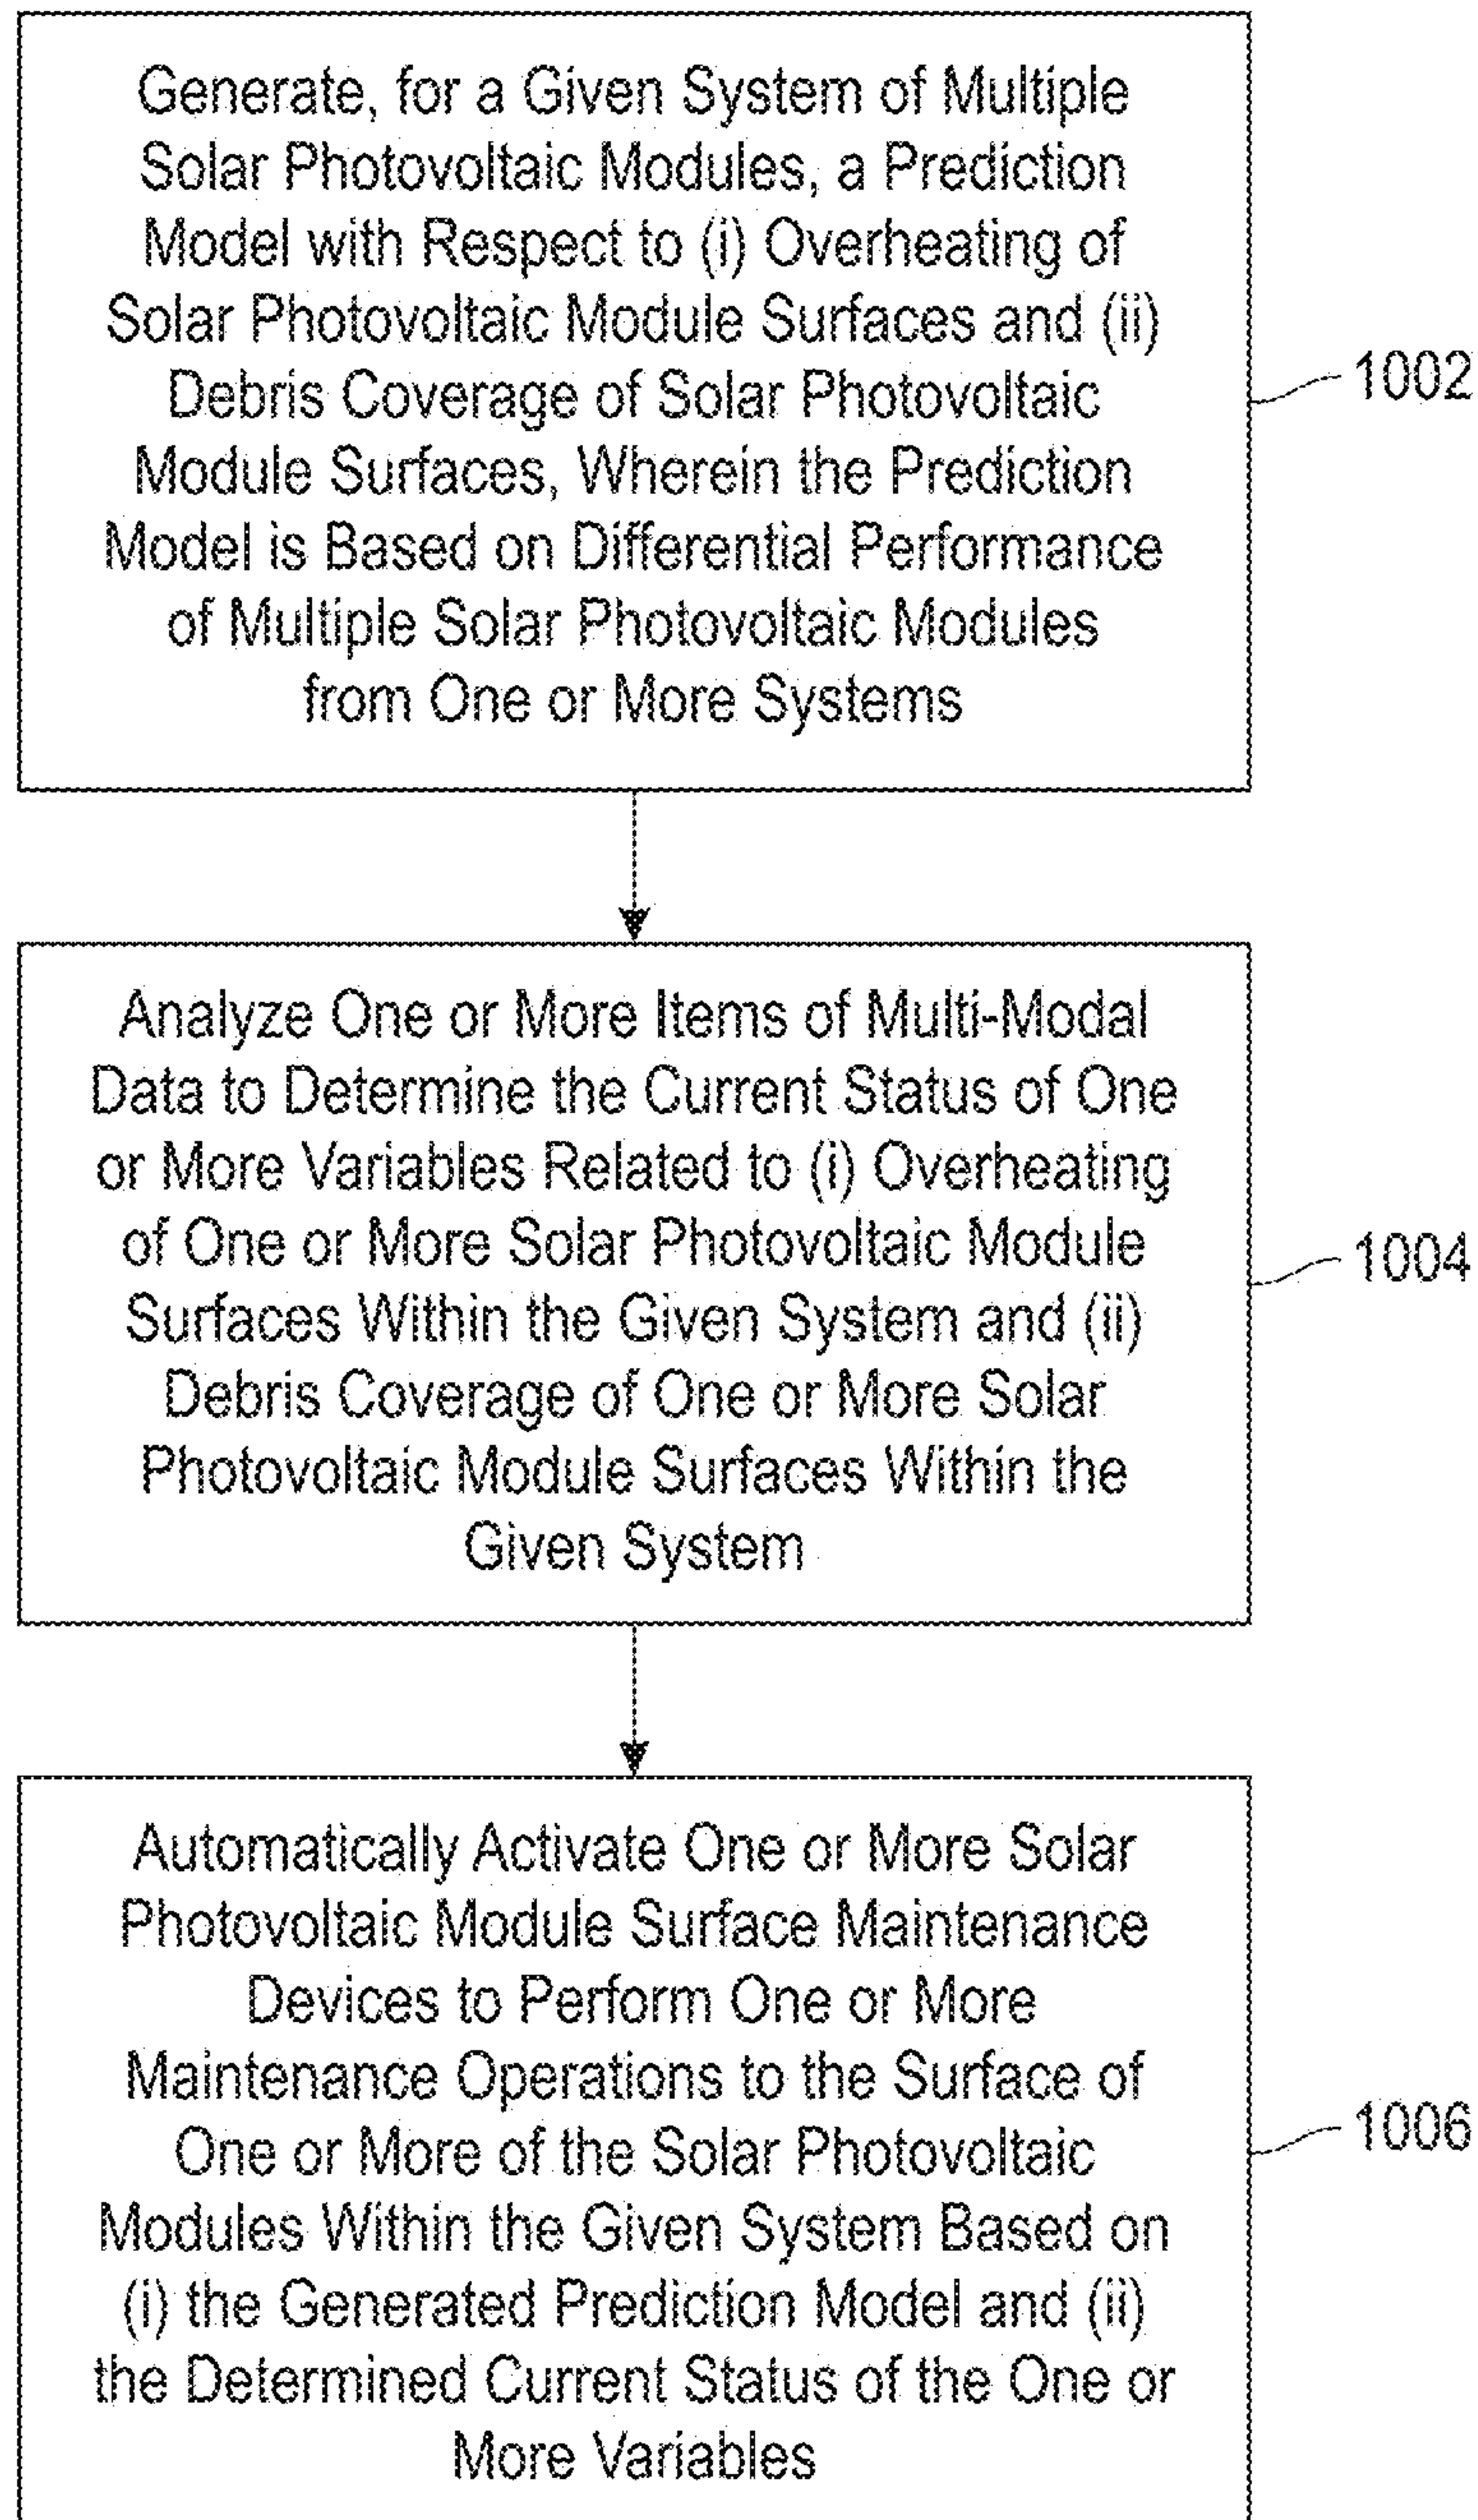 Generate, for a Given System of Multiple
Solar Photovoltaic Modules, a Prediction
Model with Respect to (i) Overheating of
Solar Photovoltaic Module Surfaces and (ii)
Debris Coverage of Solar Photovoltaic
Module Surfaces, Wherein the Prediction
Model is Based on Differential Performance
of Multiple Solar Photovoltaic Modules
from One or More Systems
1002
Analyze One or More Items of Multi-Modal
Data to Determine the Current Status of One
or More Variables Related to (i) Overheating
of One or More Solar Photovoltaic Module
Surfaces Within the Given System and (ii)
Debris Coverage of One or More Solar
Photovoltaic Module Surfaces Within the
Given System
1004
Automatically Activate One or More Solar
Photovoltaic Module Surface Maintenance
Devices to Perform One or More
Maintenance Operations to the Surface of
One or More of the Solar Photovoltaic
Modules Within the Given System Based on
(i) the Generated Prediction Model and (ii)
the Determined Current Status of the One or
More Variables
1006